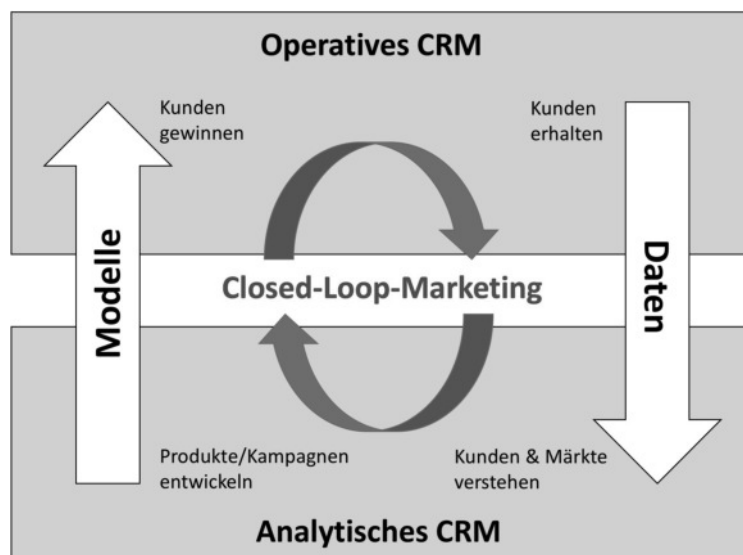 Operatives CRM
Kunden
gewinnen
Kunden
erhalten
Modelle
Closed-Loop-Marketing
Daten
Produkte/Kampagnen
entwickeln
Kunden & Märkte
verstehen
Analytisches CRM